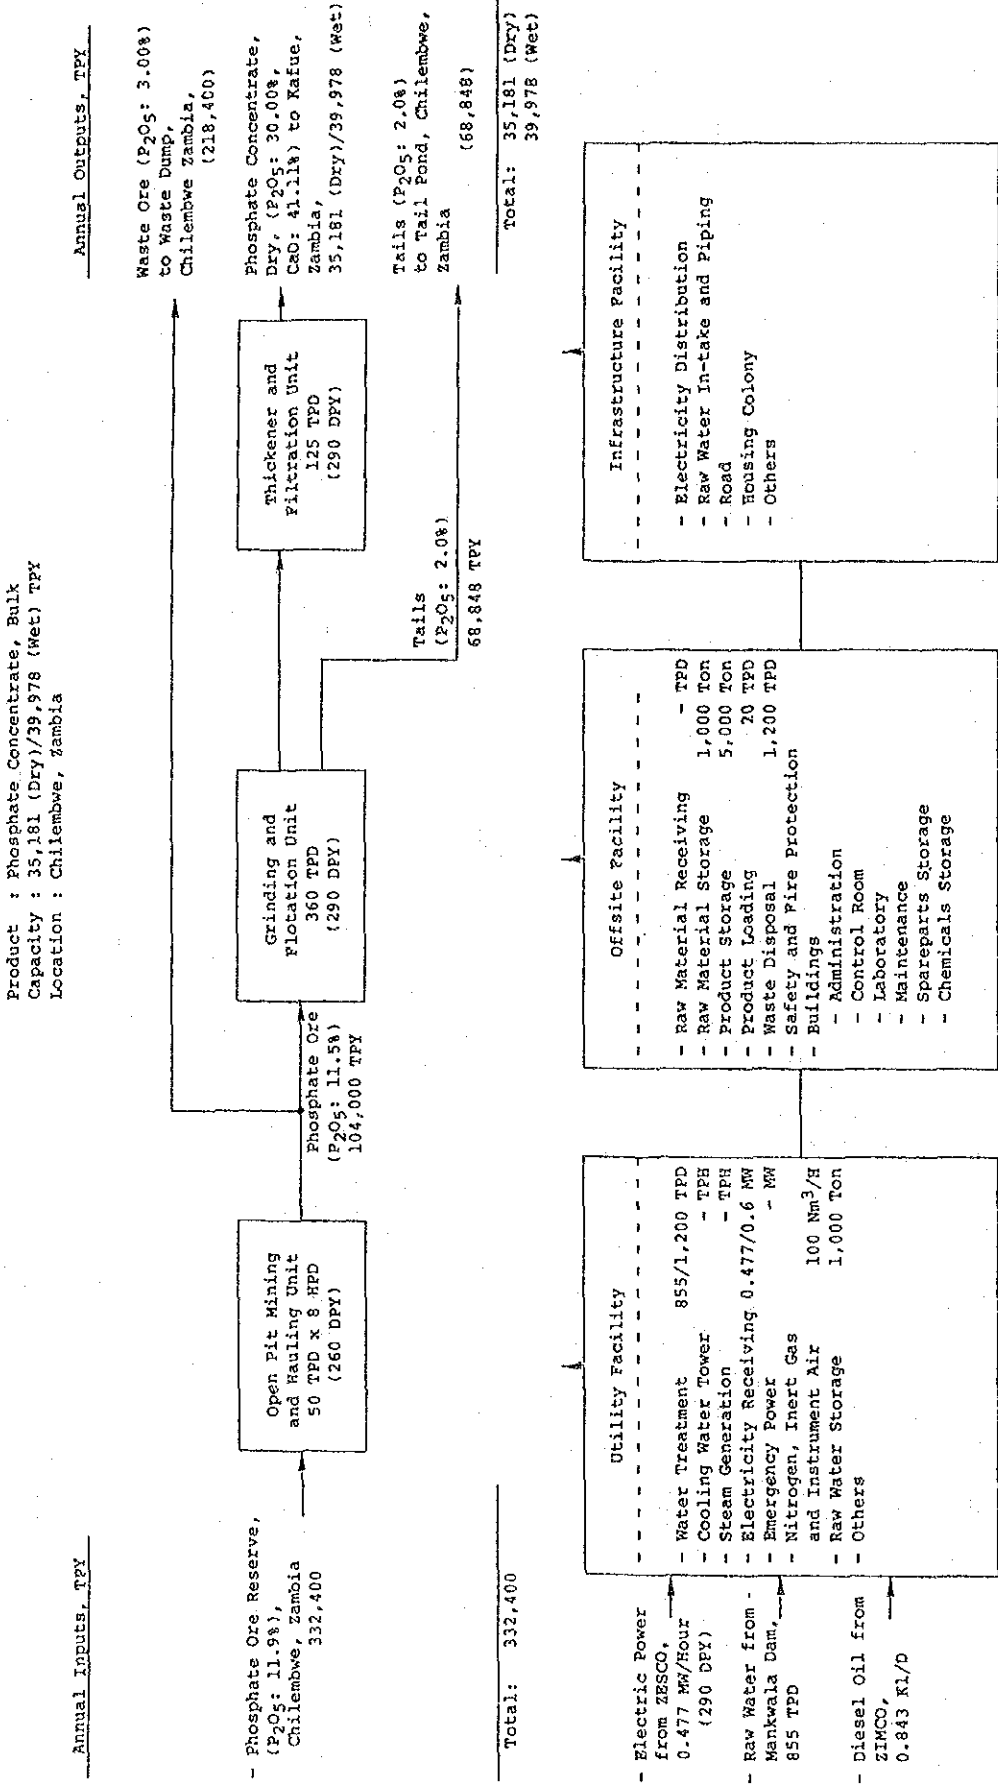 Product : Phosphate Concentrate, Bulk
Capacity : 35,181 (Dry)/39,978 (Wet) TPY
Location : Chilembwe, Zambia
Annual Inputs, TPY
- Phosphate Ore Reserve,
(P2O5: 11.9%),
Chilembwe, Zambia
332,400
Total: 332,400
Open Pit Mining
and Hauling Unit
50 TPD x 8 HPD
(260 DPY)
Phosphate Ore
(P2O5: 11.5%)
104,000 TPY
Grinding and
Flotation Unit
360 TPD
(290 DPY)
Tails
(P2O5: 2.0%)
68,848 TPY
Thickener and
Filtration Unit
125 TPD
(290 DPY)
Annual Outputs, TPY
Waste Ore (P2O5: 3.00%)
to Waste Dump,
Chilembwe Zambia,
(218,400)
Phosphate Concentrate,
Dry, (P2O5: 30.00%,
CaO: 41.11%) to Kafue,
Zambia,
35,181 (Dry)/39,978 (Wet)
Tails (P2O5: 2.0%)
to Tail Pond, Chilembwe,
Zambia
(68,848)
Total: 35,181 (Dry)
39,978 (Wet)
- Electric Power
from ZESCO,
0.477 MW/Hour
(290 DPY)
- Raw Water from -
Mankwala Dam,
855 TPD
- Diesel Oil from
ZIMCO,
0.843 Kl/D
Utility Facility
- Water Treatment 855/1,200 TPD
- Cooling Water Tower - TPH
- Steam Generation - TPH
- Electricity Receiving 0.477/0.6 MW
- Emergency Power - MW
- Nitrogen, Inert Gas
and Instrument Air 100 Nm3/H
- Raw Water Storage 1,000 Ton
- Others
Offsite Facility
- Raw Material Receiving - TPD
- Raw Material Storage 1,000 Ton
- Product Storage 5,000 Ton
- Product Loading 20 TPD
- Waste Disposal 1,200 TPD
- Safety and Fire Protection
- Buildings
- Administration
- Control Room
- Laboratory
- Maintenance
- Spareparts Storage
- Chemicals Storage
Infrastructure Facility
- Electricity Distribution
- Raw Water In-take and Piping
- Road
- Housing Colony
- Others